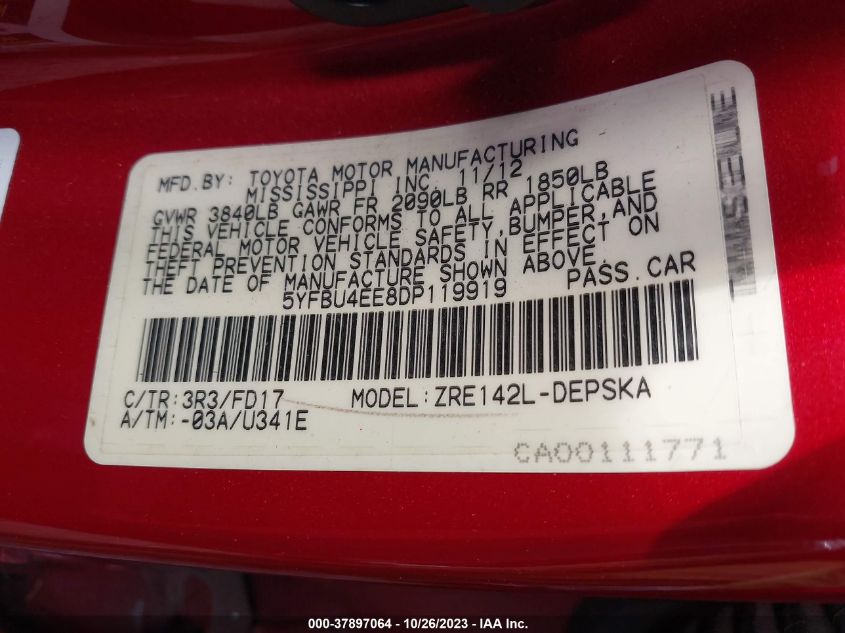 MFD.BY: TOYOTA MOTOR MANUFACTURING
MISSISSIPPI INC. 11/12
GVWR 3840LB GAWR FR 2090LB RR 1850LB
THIS VEHICLE CONFORMS TO ALL APPLICABLE
FEDERAL MOTOR VEHICLE SAFETY,BUMPER,AND
THEFT PREVENTION STANDARDS IN EFFECT ON
THE DATE OF MANUFACTURE SHOWN ABOVE.
5YFBU4EE8DP119919 PASS.CAR
C/TR:3R3/FD17 MODEL:ZRE142L-DEPSKA
A/TM:-03A/U341E
CA00111771
000-37897064 - 10/26/2023 - IAA Inc.